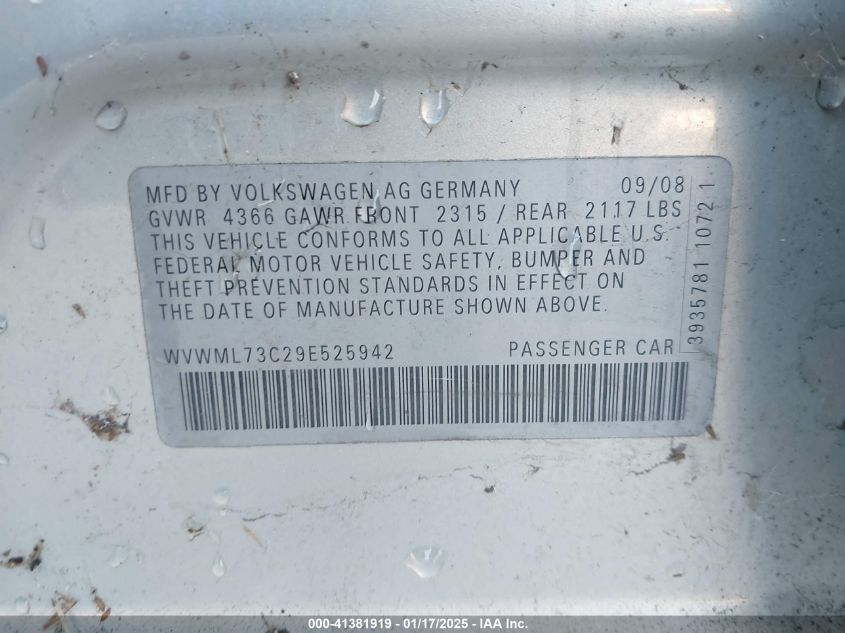 MFD BY VOLKSWAGEN AG GERMANY 09/08
GVWR 4366 GAWR FRONT 2315 / REAR 2117 LBS
THIS VEHICLE CONFORMS TO ALL APPLICABLE U.S.
FEDERAL MOTOR VEHICLE SAFETY, BUMPER AND
THEFT PREVENTION STANDARDS IN EFFECT ON
THE DATE OF MANUFACTURE SHOWN ABOVE.
WVWML73C29E525942 PASSENGER CAR
3935781 10721
000-41381919 - 01/17/2025 - IAA Inc.